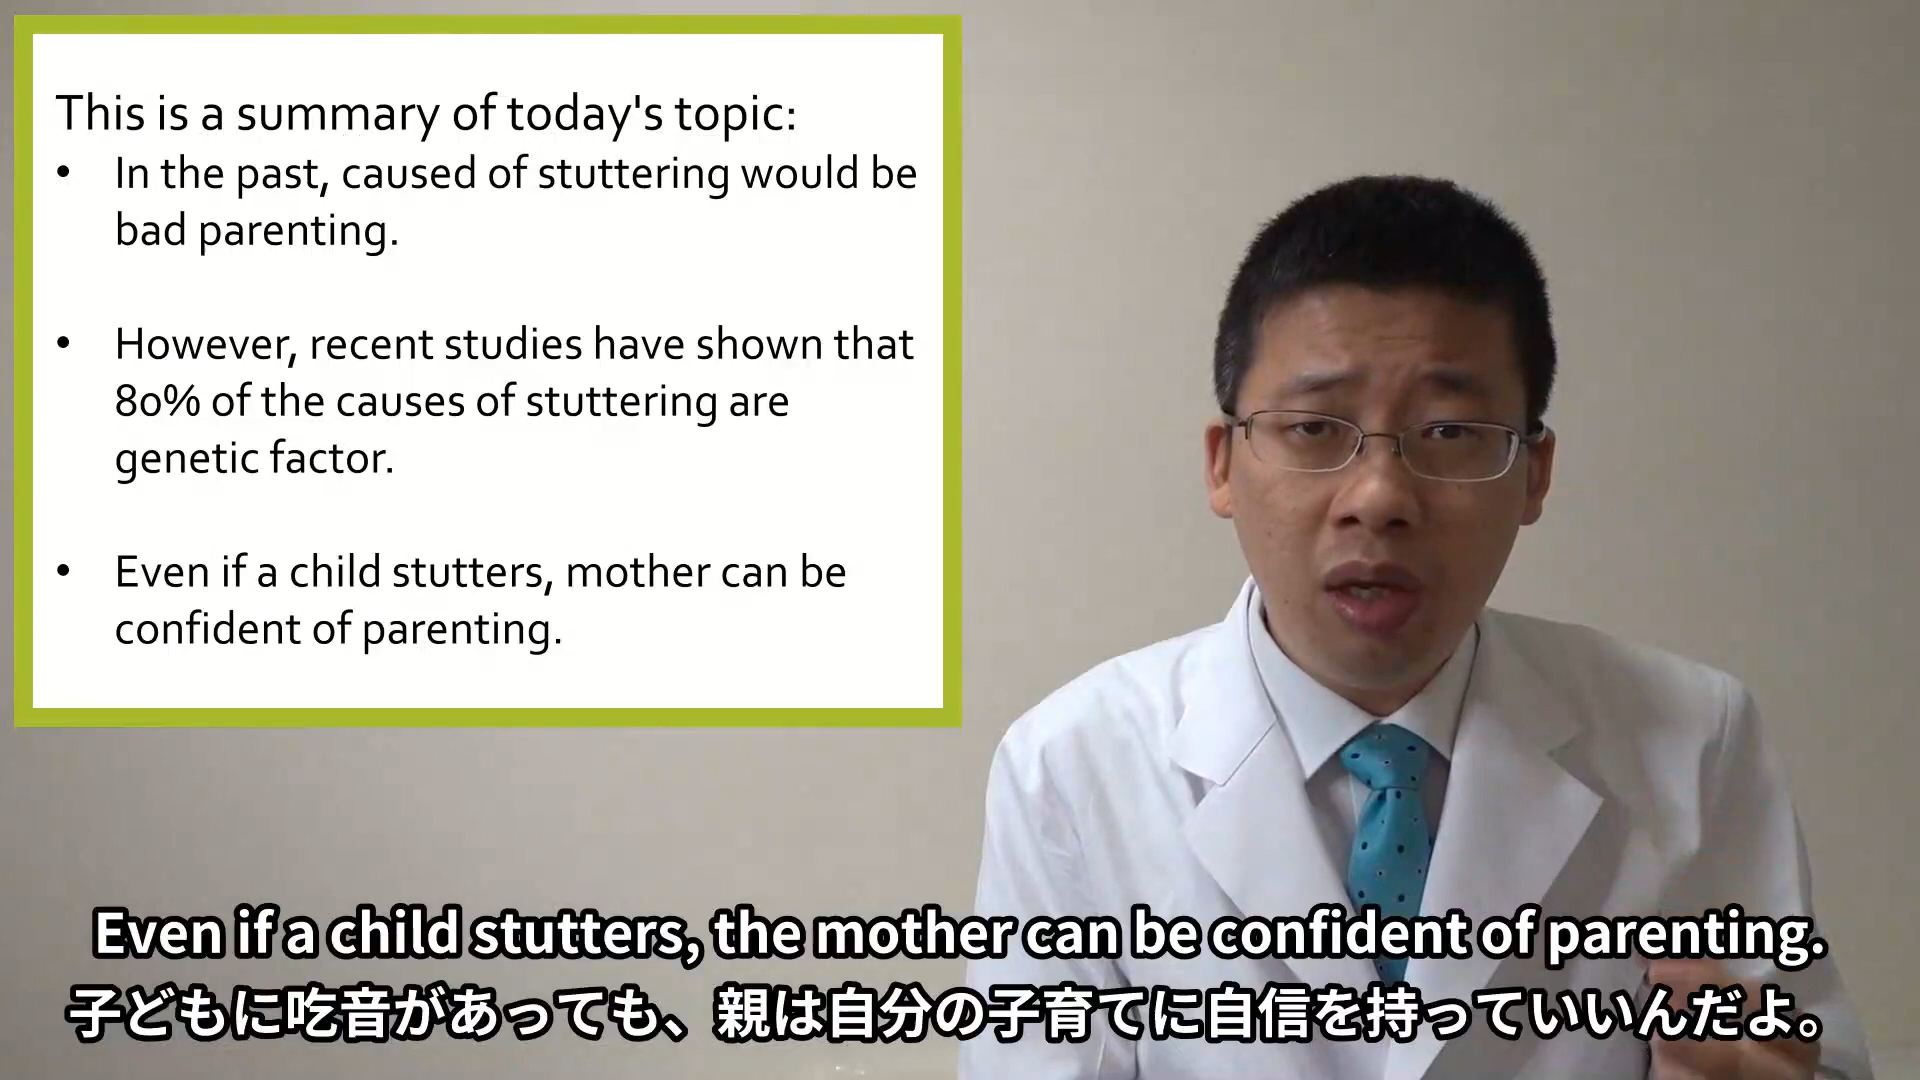 This is a summary of today's topic:
• In the past, caused of stuttering would be
bad parenting.
• However, recent studies have shown that
80% of the causes of stuttering are
genetic factor.
• Even if a child stutters, mother can be
confident of parenting.
Even if a child stutters, the mother can be confident of parenting.
子どもに吃音があっても、親は自分の子育てに自信を持っていいんだよ。